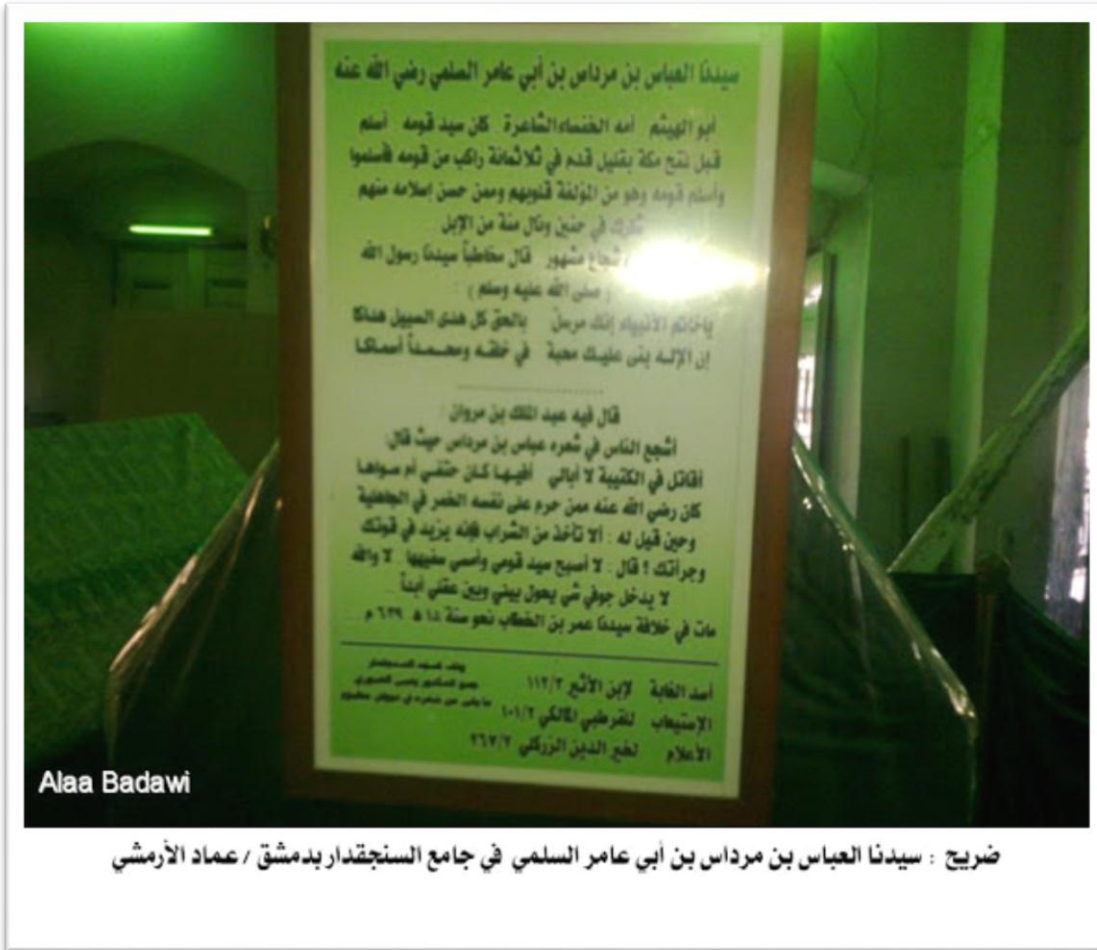 سيدنا العباس بن مرداس بن أبي عامر السلمي رضي الله عنه
أبو الهيثم أمه الخنساء الشاعرة كان سيد قومه أسلم
قبل فتح مكة بقليل قدم في ثلاثمائة راكب من قومه فأسلموا
وأسلم قومه وهو من المؤلفة قلوبهم وممن حسن إسلامه منهم
شارك في حنين ونال مئة من الإبل
شجاع مشهور قال مخاطباً سيدنا رسول الله
( صلى الله عليه وسلم ) :
يا خاتم الأنبياء إنك مرسل بالحق كل هدى السبيل هداكا
إن الإله بنى عليك محبة في خلقه ومحمداً أسماكا
قال فيه عبد الملك بن مروان :
أشجع الناس في شعره عباس بن مرداس حيث قال:
أقاتل في الكتيبة لا أبالي أفيها كان حتفي أم سواها
كان رضي الله عنه ممن حرم على نفسه الخمر في الجاهلية
وحين قيل له : ألا تأخذ من الشراب فإنه يزيد في قوتك
وجرأتك ؟ قال : لا أصبح سيد قومي وأمسي سفيهها لا والله
لا يدخل جوفي شي يحول بيني وبين عقلي أبداً
مات في خلافة سيدنا عمر بن الخطاب نحو سنة ١٨ هـ ٦٣٩ م
أسد الغابة لإبن الأثير ١١٢/٣
الإستيعاب للقرطبي المالكي ١٠١/٣
الأعلام لخير الدين الزركلي ٢٦٧/٣
Alaa Badawi
ضريح : سيدنا العباس بن مرداس بن أبي عامر السلمي في جامع السنجقدار بدمشق / عماد الأرمشي